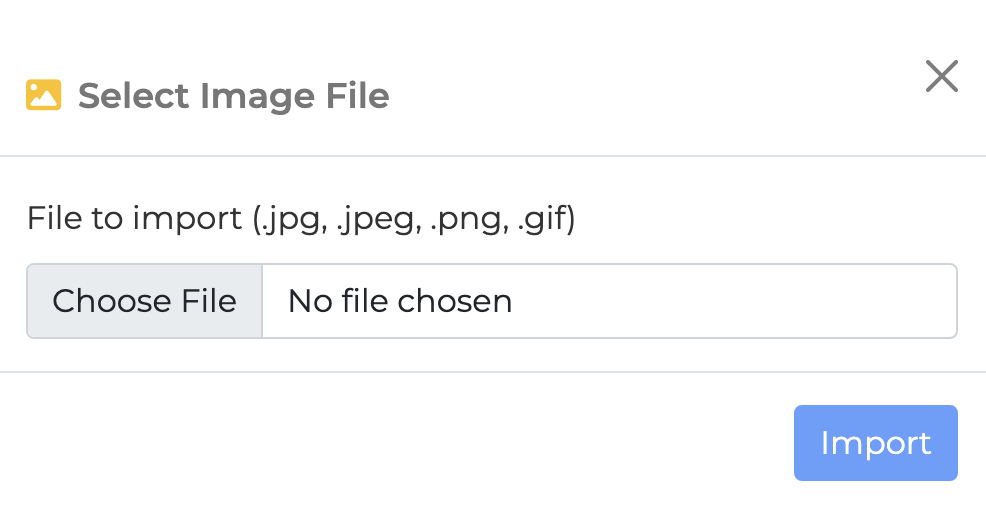 Select Image File
File to import (.jpg, .jpeg, .png, .gif)
Choose File No file chosen
Import